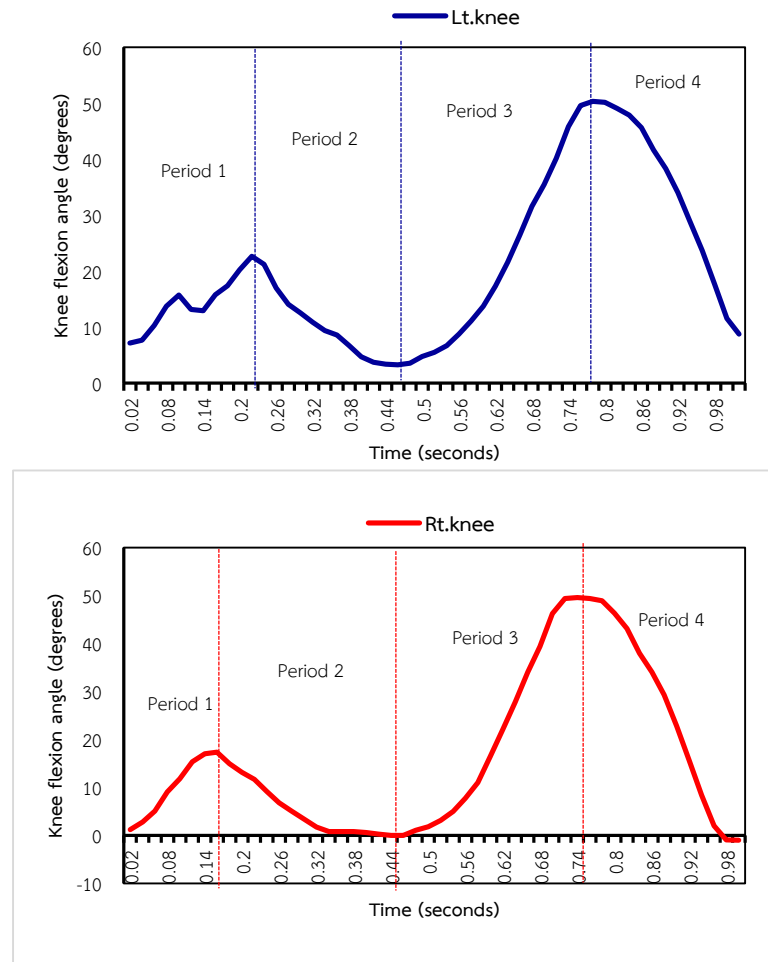 Lt.knee
Knee flexion angle (degrees)
60
50
40
30
20
10
0
Period 1
Period 2
Period 3
Period 4
0.02 0.08 0.14 0.2 0.26 0.32 0.38 0.44 0.5 0.56 0.62 0.68 0.74 0.8 0.86 0.92 0.98
Time (seconds)
Rt.knee
Knee flexion angle (degrees)
60
50
40
30
20
10
0
-10
Period 1
Period 2
Period 3
Period 4
0.02 0.08 0.14 0.2 0.26 0.32 0.38 0.44 0.5 0.56 0.62 0.68 0.74 0.8 0.86 0.92 0.98
Time (seconds)